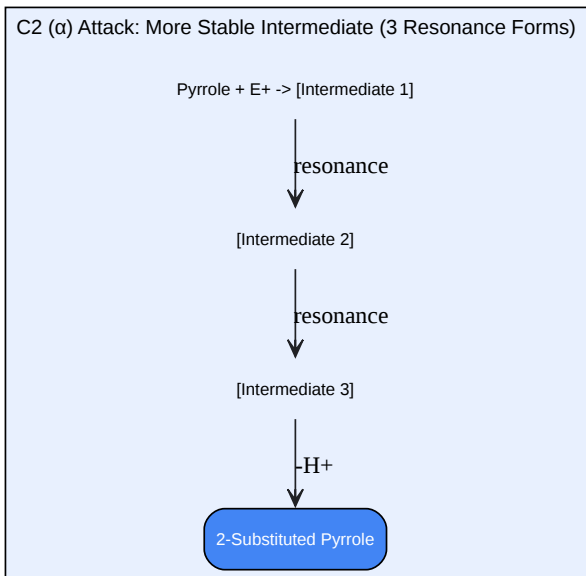 C2 (α) Attack: More Stable Intermediate (3 Resonance Forms)
Pyrrole + E+ -> [Intermediate 1]
resonance
[Intermediate 2]
resonance
[Intermediate 3]
-H+
2-Substituted Pyrrole